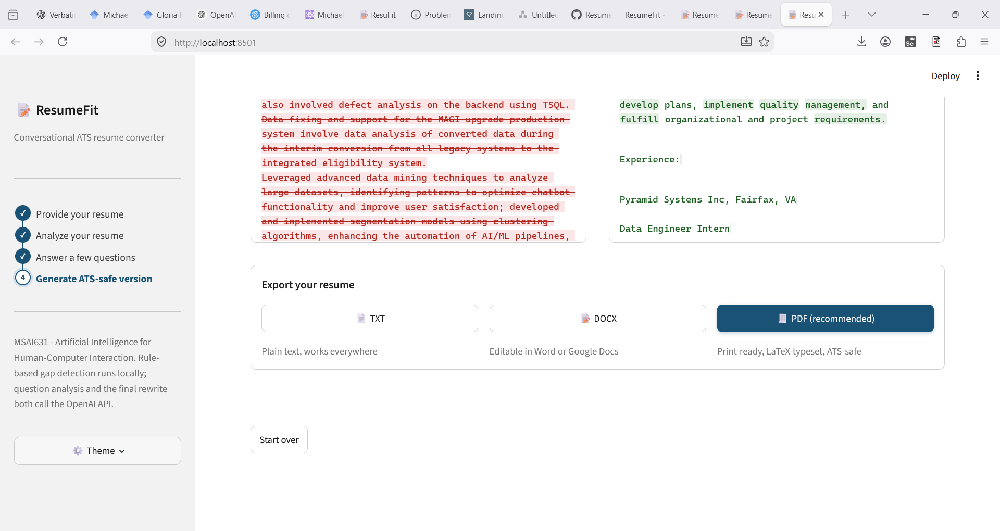 Verbati
Michae
Gloria F
OpenAI
Billing c
Michael
ResuFit
Problem
Landing
Untitled
Resume
ResumeFit -
Resume
Resume
Resu
http://localhost:8501
Deploy
ResumeFit
Conversational ATS resume converter
✓ Provide your resume
✓ Analyze your resume
✓ Answer a few questions
4 Generate ATS-safe version
MSAI631 - Artificial Intelligence for
Human-Computer Interaction. Rule-
based gap detection runs locally;
question analysis and the final rewrite
both call the OpenAI API.
Theme
also involved defect analysis on the backend using TSQL.
Data fixing and support for the MAGI upgrade production
system involve data analysis of converted data during
the interim conversion from all legacy systems to the
integrated eligibility system.
Leveraged advanced data mining techniques to analyze
large datasets, identifying patterns to optimize chatbot
functionality and improve user satisfaction; developed
and implemented segmentation models using clustering
algorithms, enhancing the automation of AI/ML pipelines,
develop plans, implement quality management, and
fulfill organizational and project requirements.
Experience:
Pyramid Systems Inc, Fairfax, VA
Data Engineer Intern
Export your resume
TXT
DOCX
PDF (recommended)
Plain text, works everywhere
Editable in Word or Google Docs
Print-ready, LaTeX-typeset, ATS-safe
Start over